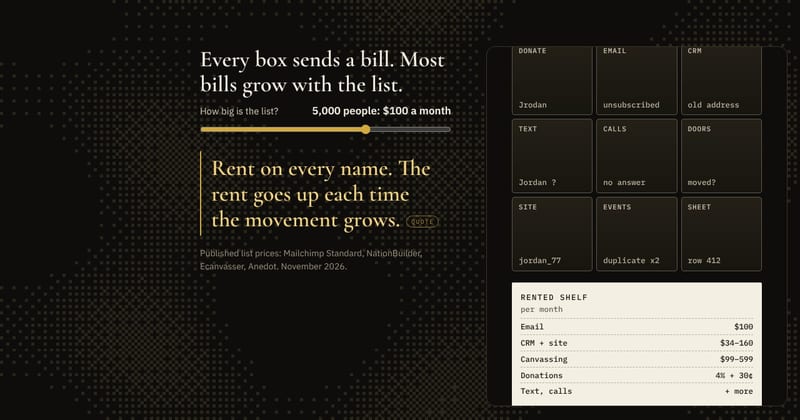 Every box sends a bill. Most
bills grow with the list.
How big is the list?
5,000 people: $100 a month
Rent on every name. The
rent goes up each time
the movement grows. QUOTE
Published list prices: Mailchimp Standard, NationBuilder,
Ecanvasser, Anedot. November 2026.
DONATE EMAIL CRM
Jrodan unsubscribed old address
TEXT CALLS DOORS
Jordan ? no answer moved?
SITE EVENTS SHEET
jordan_77 duplicate x2 row 412
RENTED SHELF
per month
Email $100
CRM + site $34–160
Canvassing $99–599
Donations 4% + 30¢
Text, calls + more